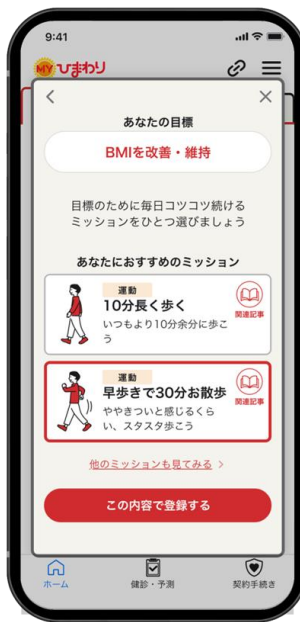 9:41
MYひまわり
あなたの目標
BMIを改善・維持
目標のために毎日コツコツ続ける
ミッションをひとつ選びましょう
あなたにおすすめのミッション
運動
10分長く歩く
いつもより10分余分に歩こ
う
関連記事
運動
早歩きで30分お散歩
ややきついと感じるくら
い、スタスタ歩こう
関連記事
他のミッションも見てみる >
この内容で登録する
ホーム
健診・予測
契約手続き